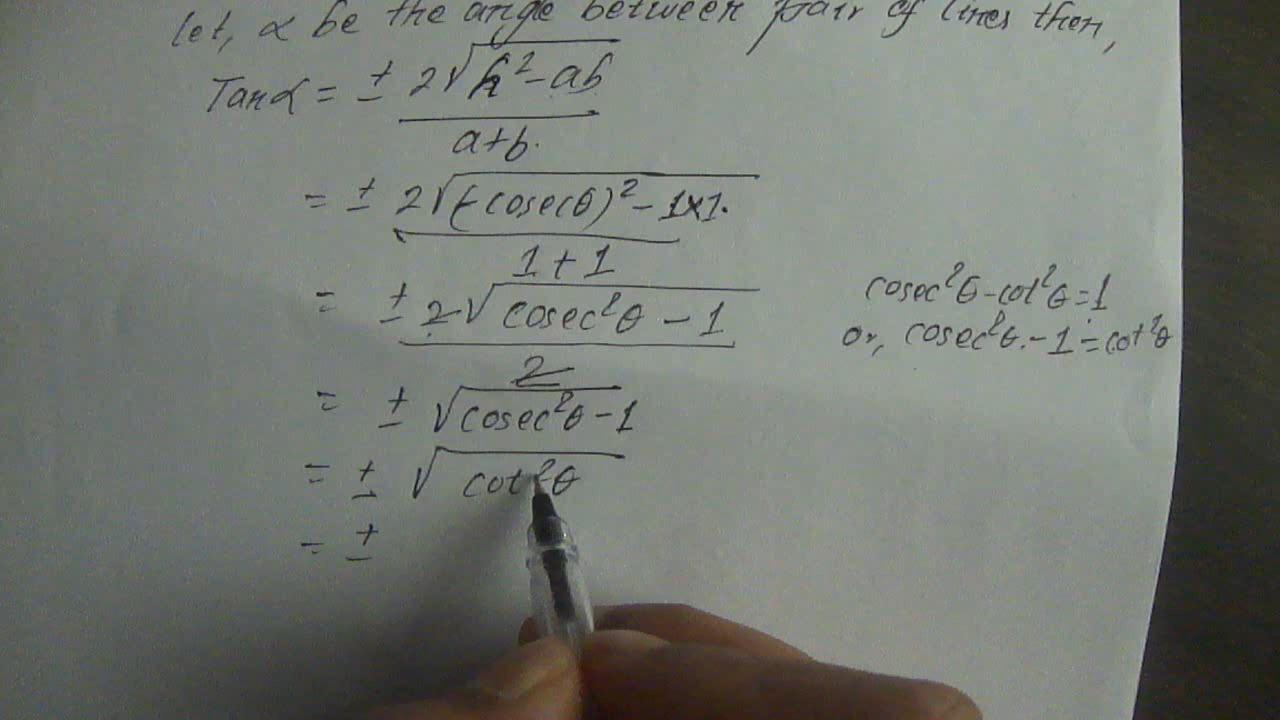 let, α be the angle between pair of lines then,
Tanα = ± 2√(h² - ab)
a+b.
= ± 2√((-cosecθ)² - 1×1.
1 + 1
= ± 2√(cosec²θ - 1
2
= ± √(cosec²θ - 1
= ± √(cot²θ
= ±
cosec²θ - cot²θ = 1
or, cosec²θ. - 1 = cot²θ